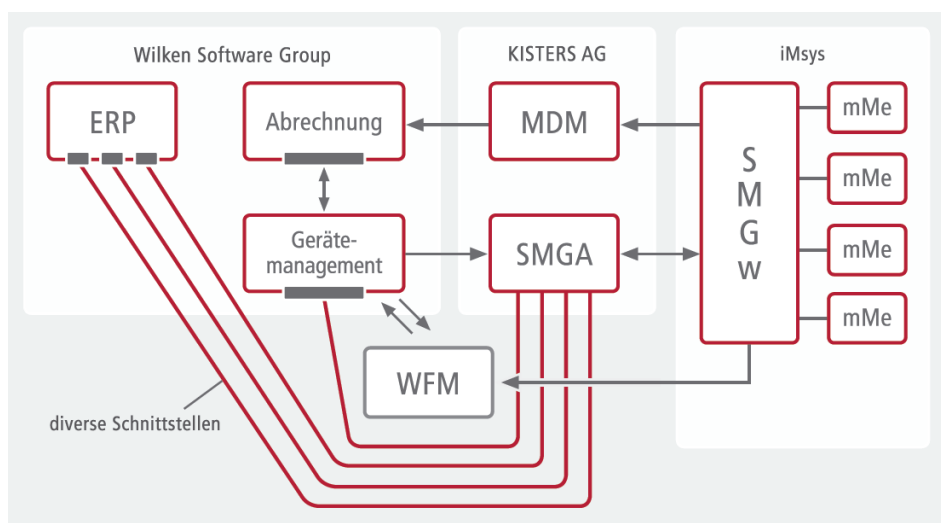 Wilken Software Group
KISTERS AG
iMsys
ERP
Abrechnung
MDM
S
M
G
w
mMe
mMe
mMe
mMe
Geräte-
management
SMGA
WFM
diverse Schnittstellen